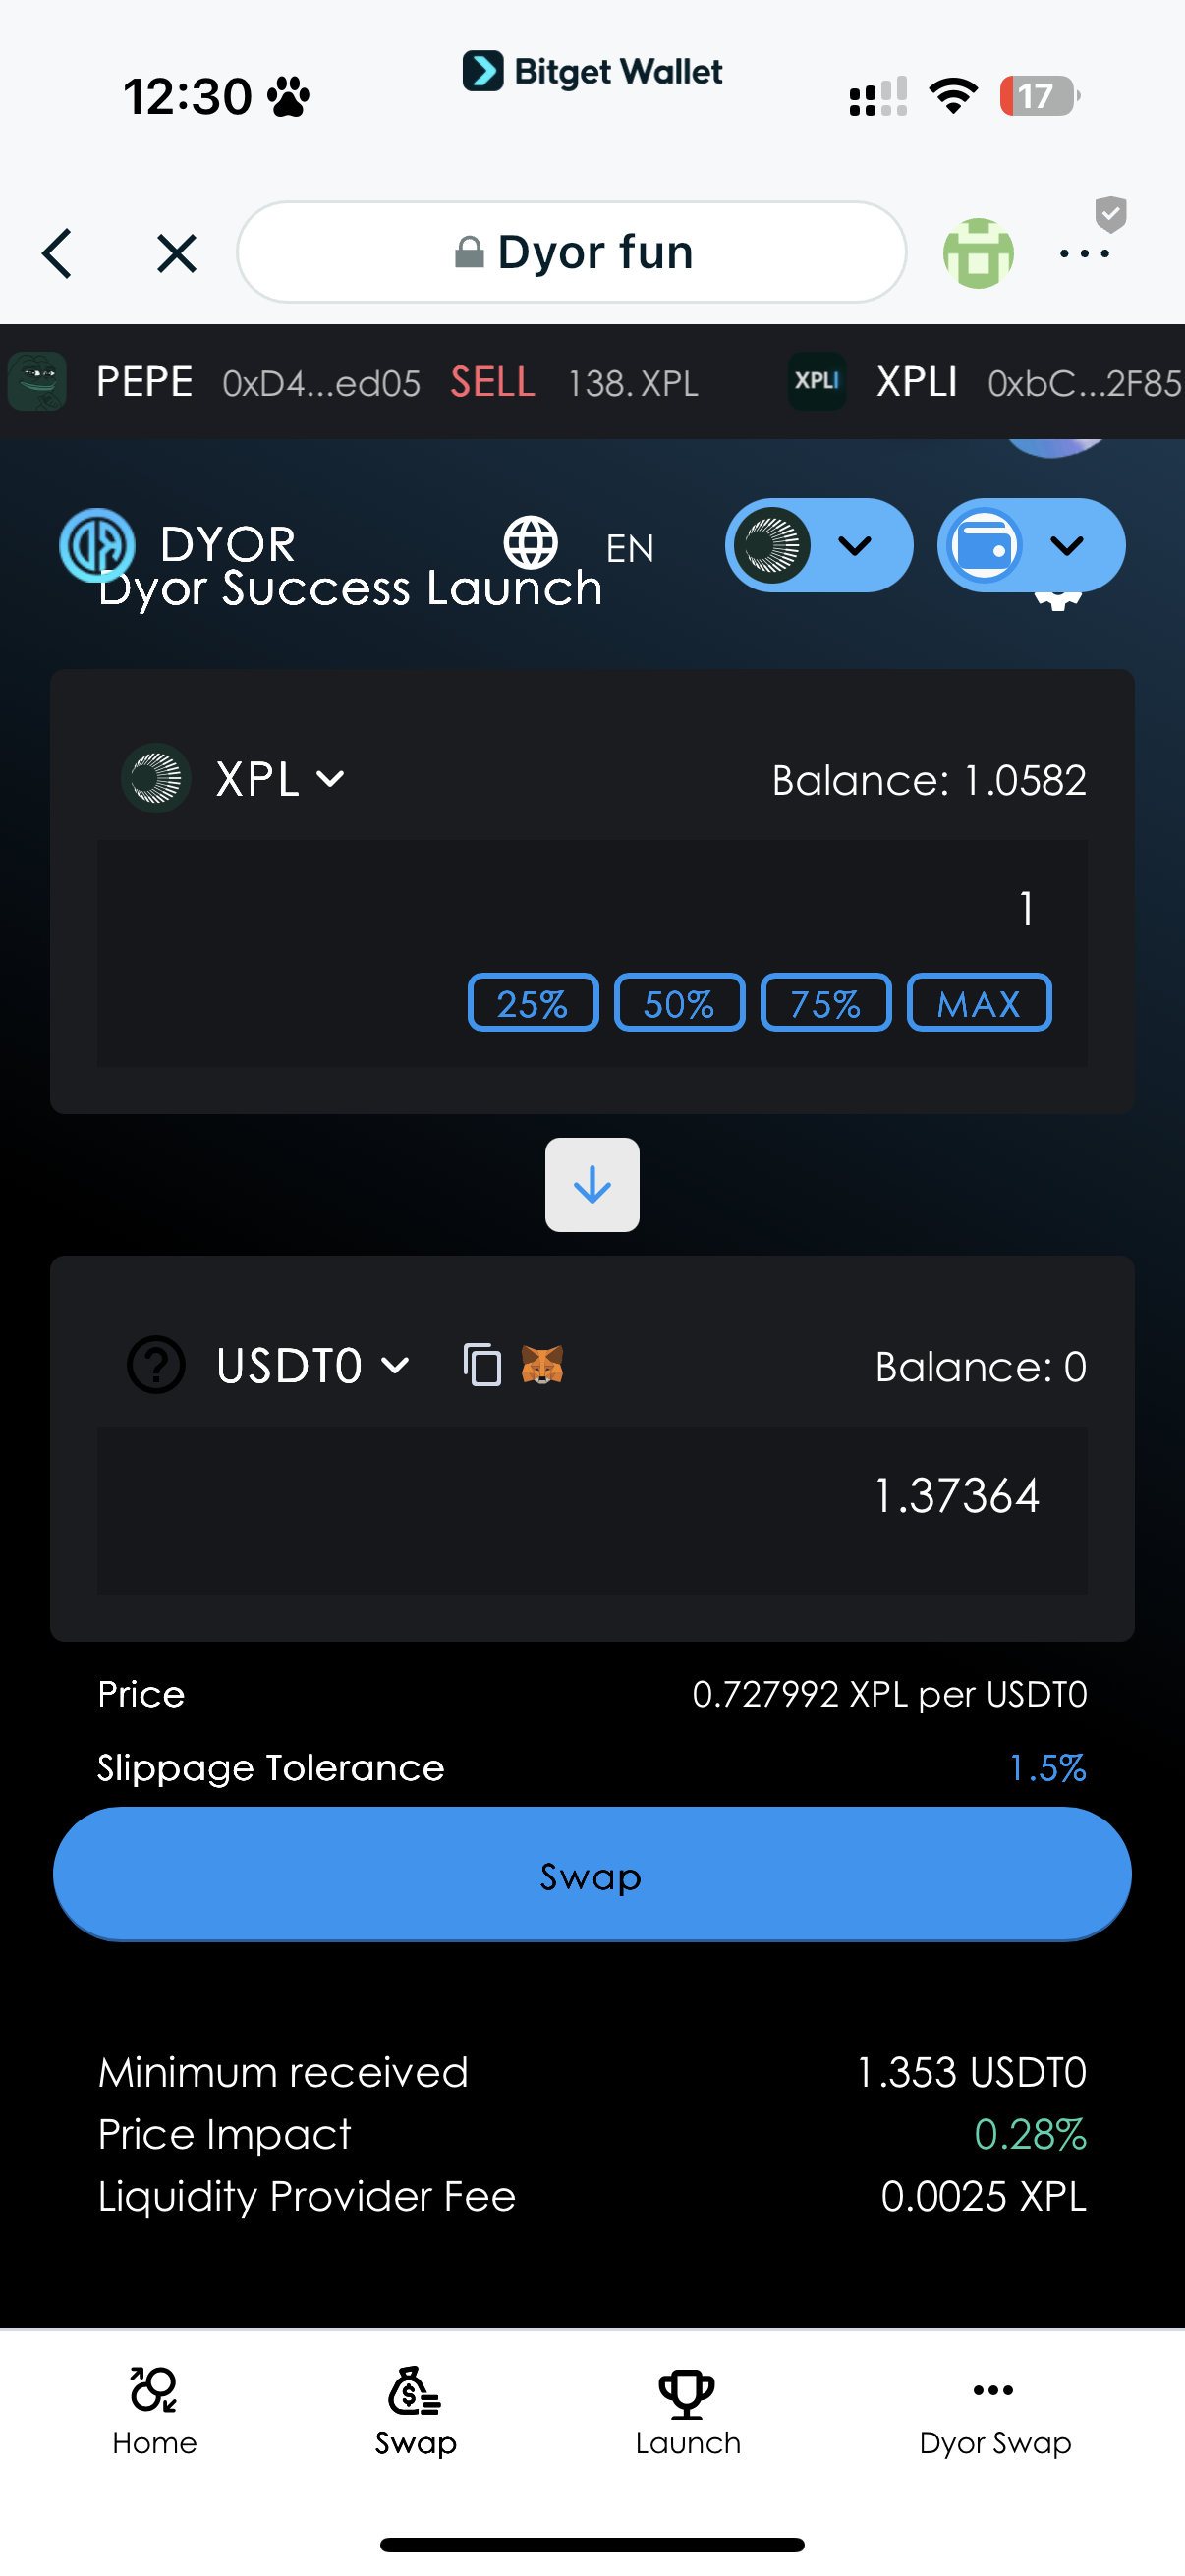 12:30
Bitget Wallet
17
Dyor fun
PEPE 0xD4...ed05 SELL 138. XPL XPLI XPLI 0xbC...2F85
DYOR EN
Dyor Success Launch
XPL Balance: 1.0582
1
25% 50% 75% MAX
USDT0 Balance: 0
1.37364
Price 0.727992 XPL per USDT0
Slippage Tolerance 1.5%
Swap
Minimum received 1.353 USDT0
Price Impact 0.28%
Liquidity Provider Fee 0.0025 XPL
Home Swap Launch Dyor Swap